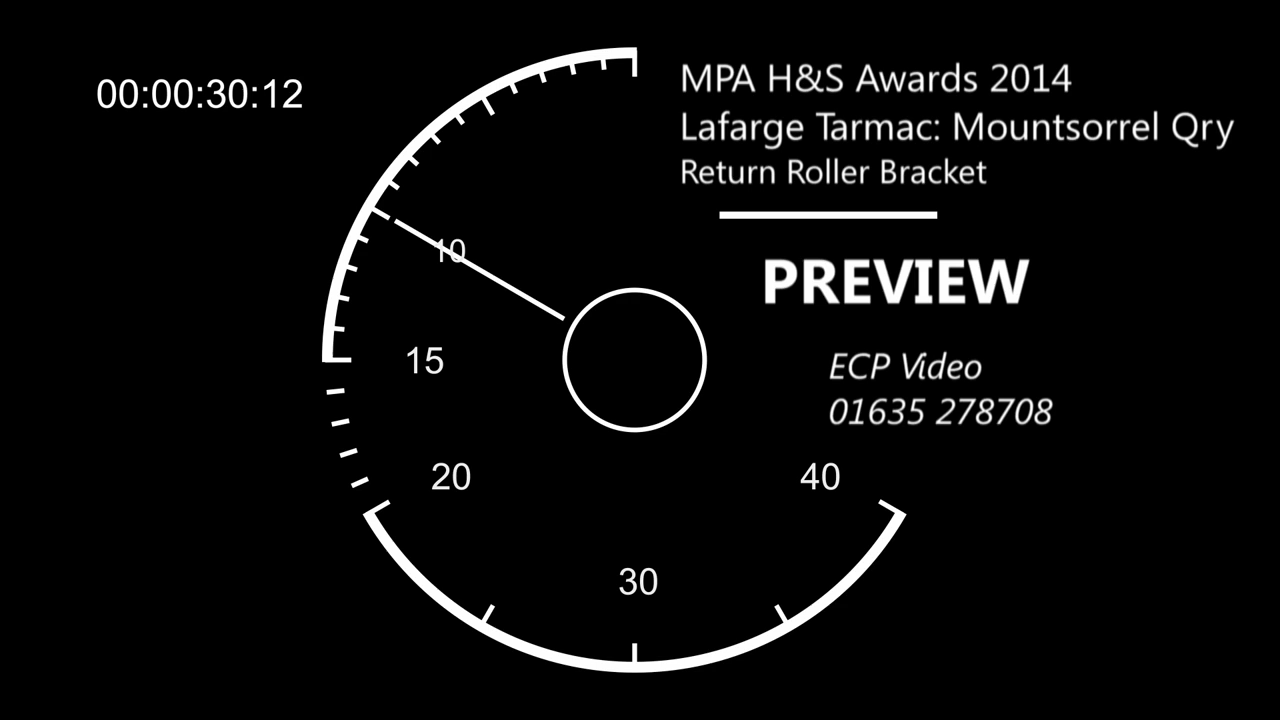 00:00:30:12
MPA H&S Awards 2014
Lafarge Tarmac: Mountsorrel Qry
Return Roller Bracket
PREVIEW
ECP Video
01635 278708
10
15
20
40
30